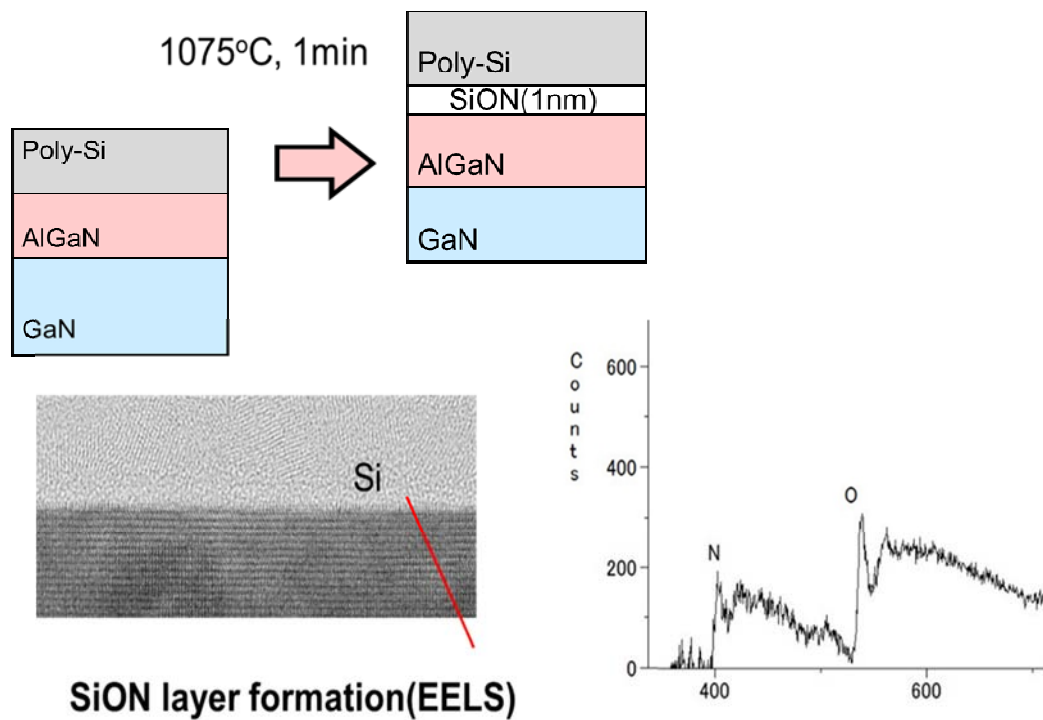 1075°C, 1min
Poly-Si
SiON(1nm)
AlGaN
GaN
Poly-Si
AlGaN
GaN
Si
SiON layer formation(EELS)
Counts
600
400
200
0
N
O
400
600